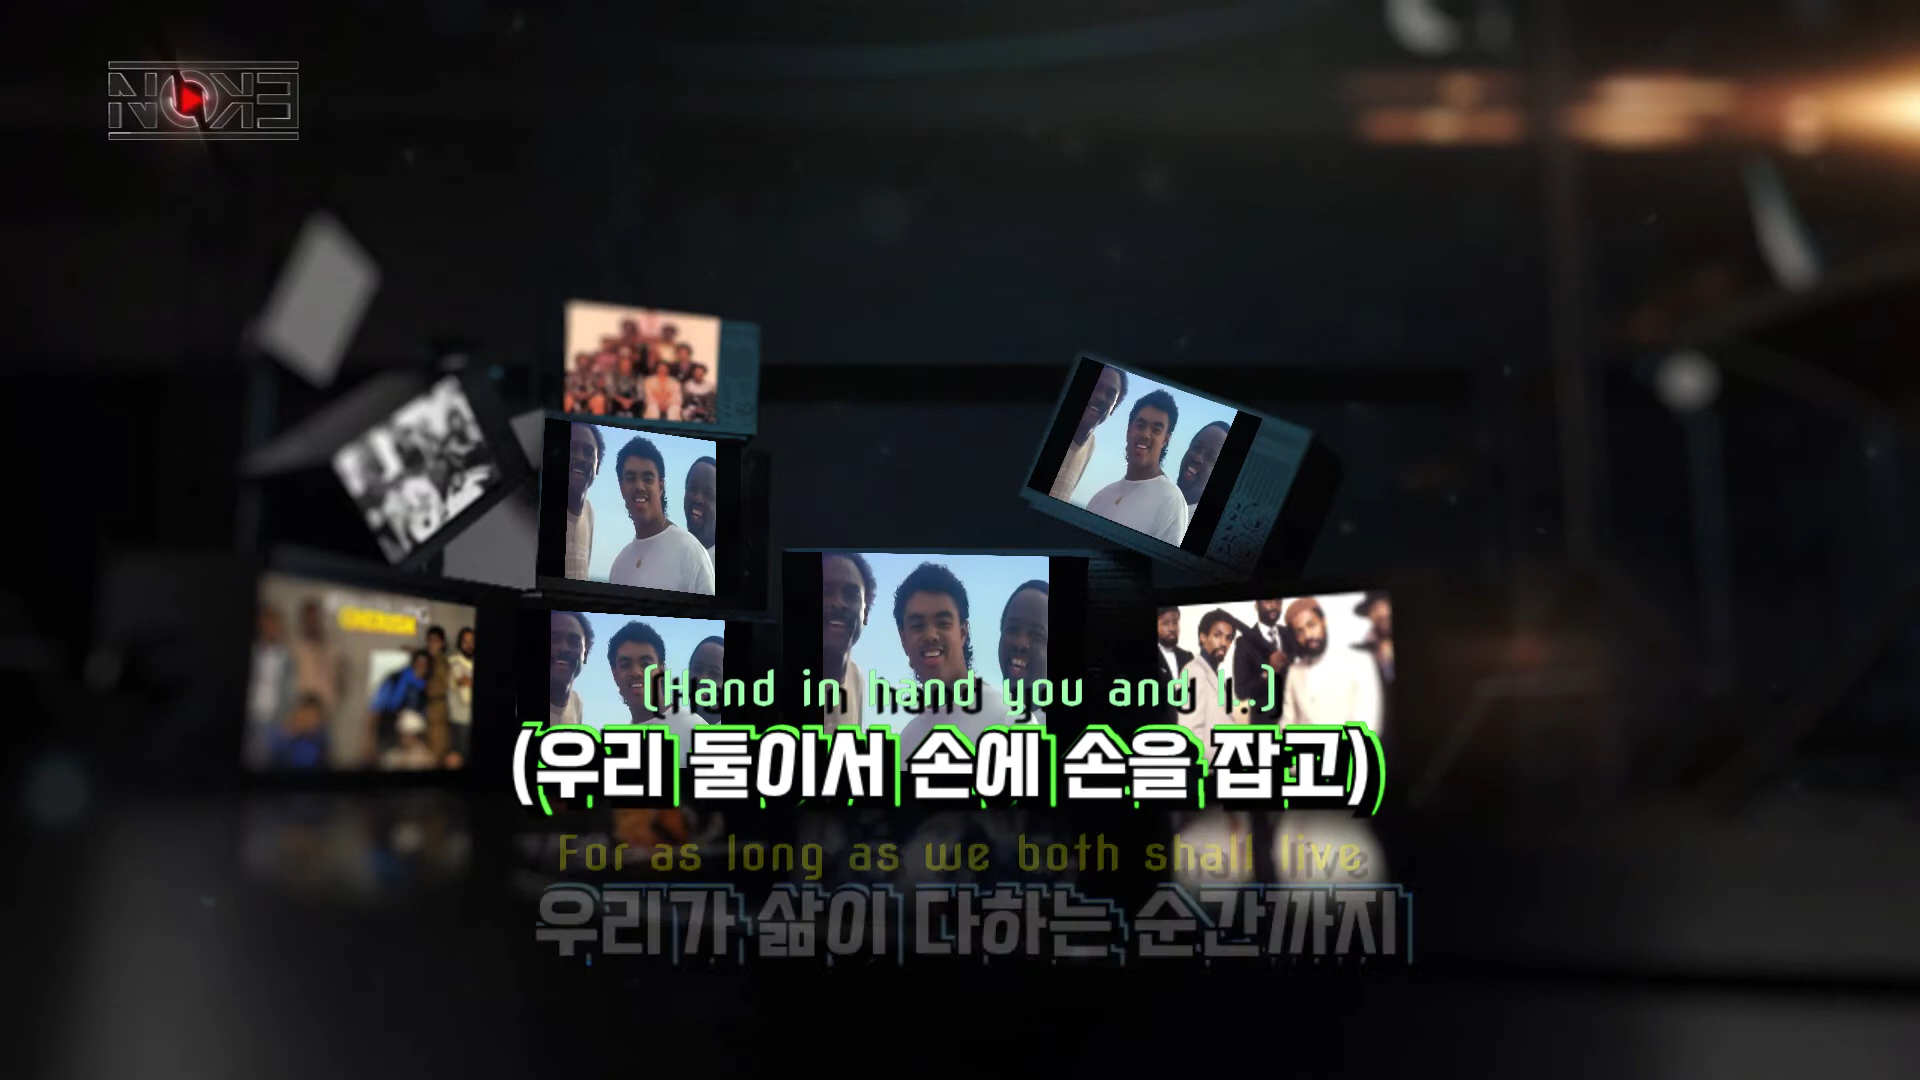 (Hand in hand you and I..)
(우리 둘이서 손에 손을 잡고)
For as long as we both shall live
우리가 삶이 다하는 순간까지
CHERISH